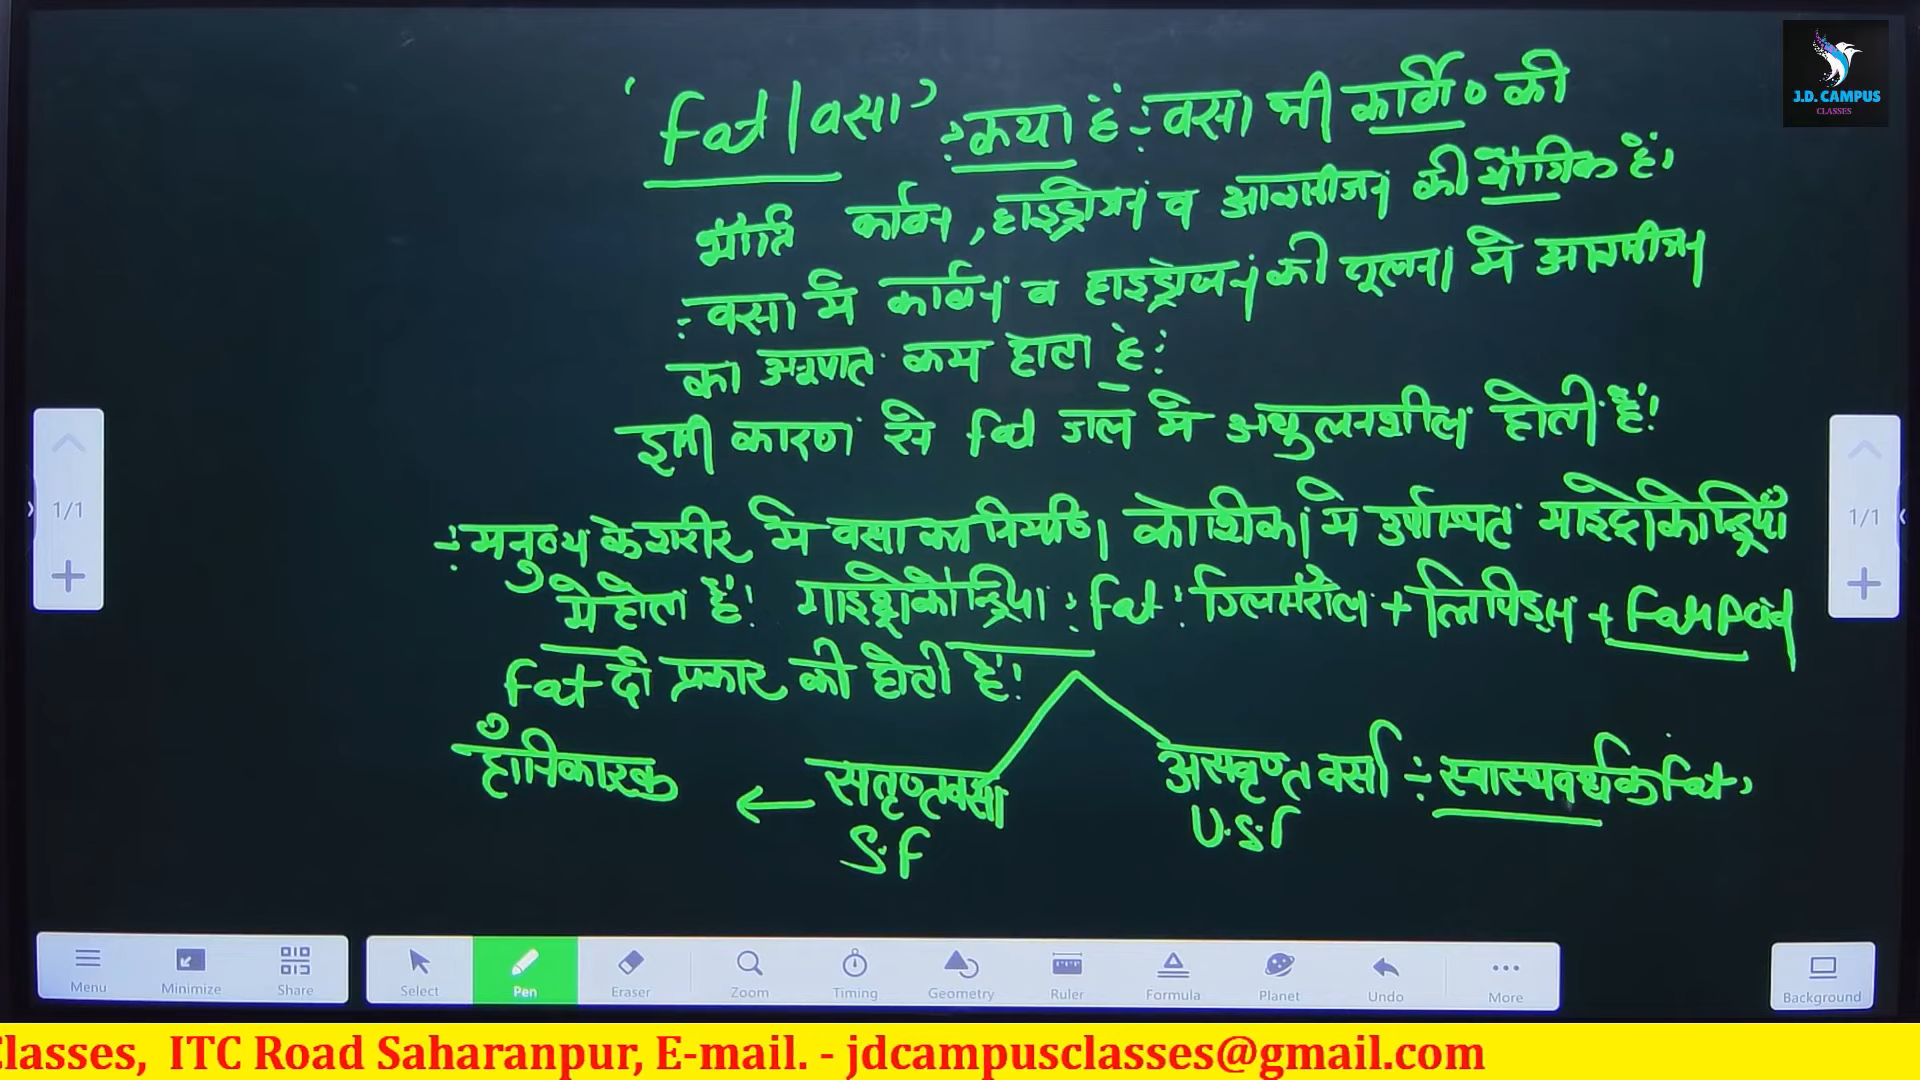 'Fat / वसा' :क्या है :- वसा भी कार्बो० की
भाँति कार्बन, हाइड्रोजन व आक्सीजन की यौगिक है,
:- वसा में कार्बन व हाइड्रोजन की तूलना मे आक्सीजन
का अनूपात कम होता है:
इसी कारण से fat जल मे अघुलनशील होती है!
:- मनुष्य के शरीर मे वसा का निर्माण कोशिका मे उपस्थित माइट्रोकोन्ड्रिया
मे होता है! माइट्रोकोन्ड्रिया : Fat : ग्लिसरोल + लिपिड्स +
Fat दो प्रकार की होती है!
हाँनिकारक ← सतृप्त वसा
S.F
असतृप्त वसा :- स्वास्थ्यवर्धक Fat,
U.S.F
J.D. CAMPUS
CLASSES
1/1
1/1
Menu Minimize Share Select Pen Eraser Zoom Timing Geometry Ruler Formula Planet Undo More Background
Classes, ITC Road Saharanpur, E-mail. - jdcampusclasses@gmail.com